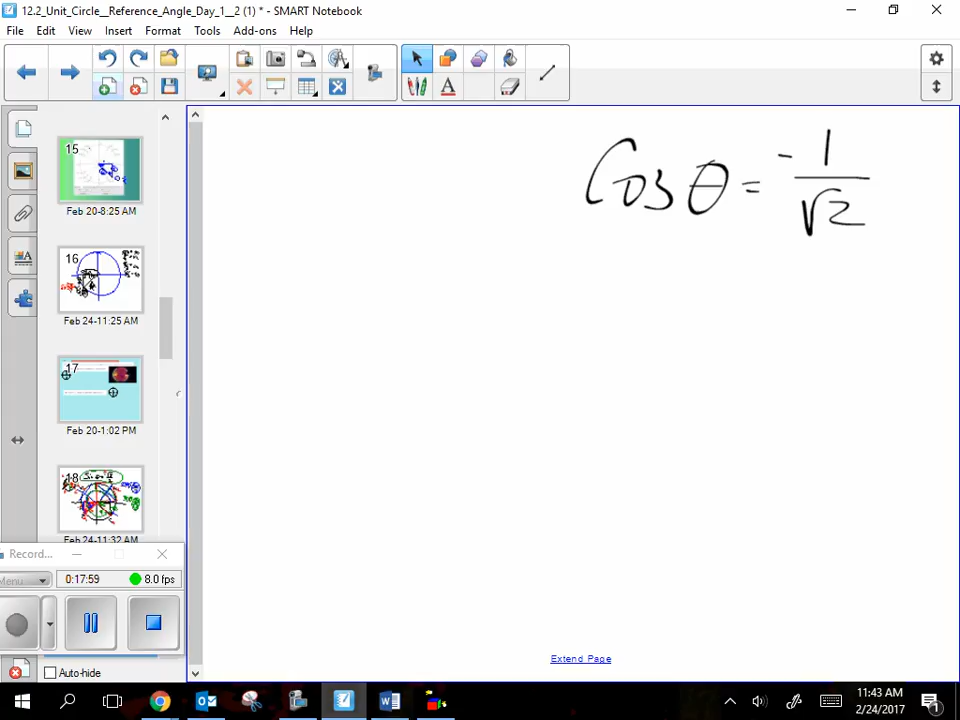 12.2_Unit_Circle__Reference_Angle_Day_1__2 (1) * - SMART Notebook
File Edit View Insert Format Tools Add-ons Help
15
Feb 20-8:25 AM
16
Feb 24-11:25 AM
17
Feb 20-1:02 PM
18
Feb 24-11:32 AM
Cos θ = -1/√2
Record...
Menu
0:17:59
8.0 fps
Auto-hide
Extend Page
11:43 AM
2/24/2017
1